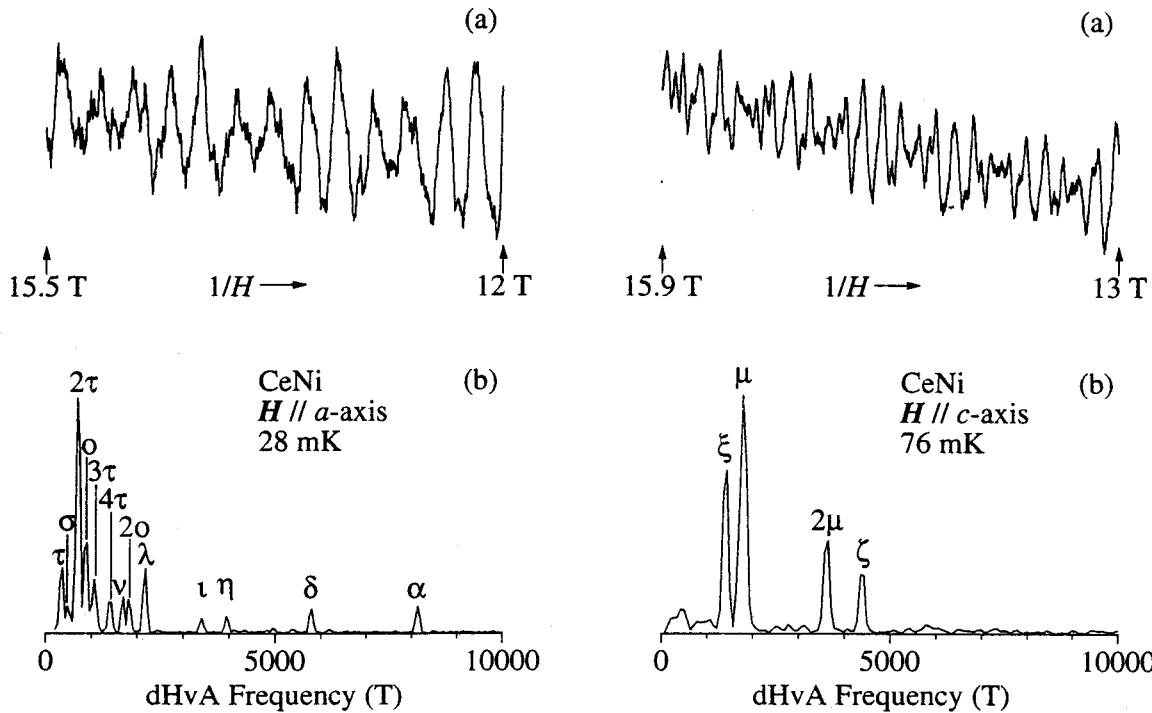 (a)
15.5 T
1/H
12 T
(b)
CeNi
H // a-axis
28 mK
2τ
ο
3τ
4τ
σ
2ο
τ
ν
λ
ι
η
δ
α
0
5000
10000
dHvA Frequency (T)
(a)
15.9 T
1/H
13 T
(b)
CeNi
H // c-axis
76 mK
μ
ξ
2μ
ζ
0
5000
10000
dHvA Frequency (T)